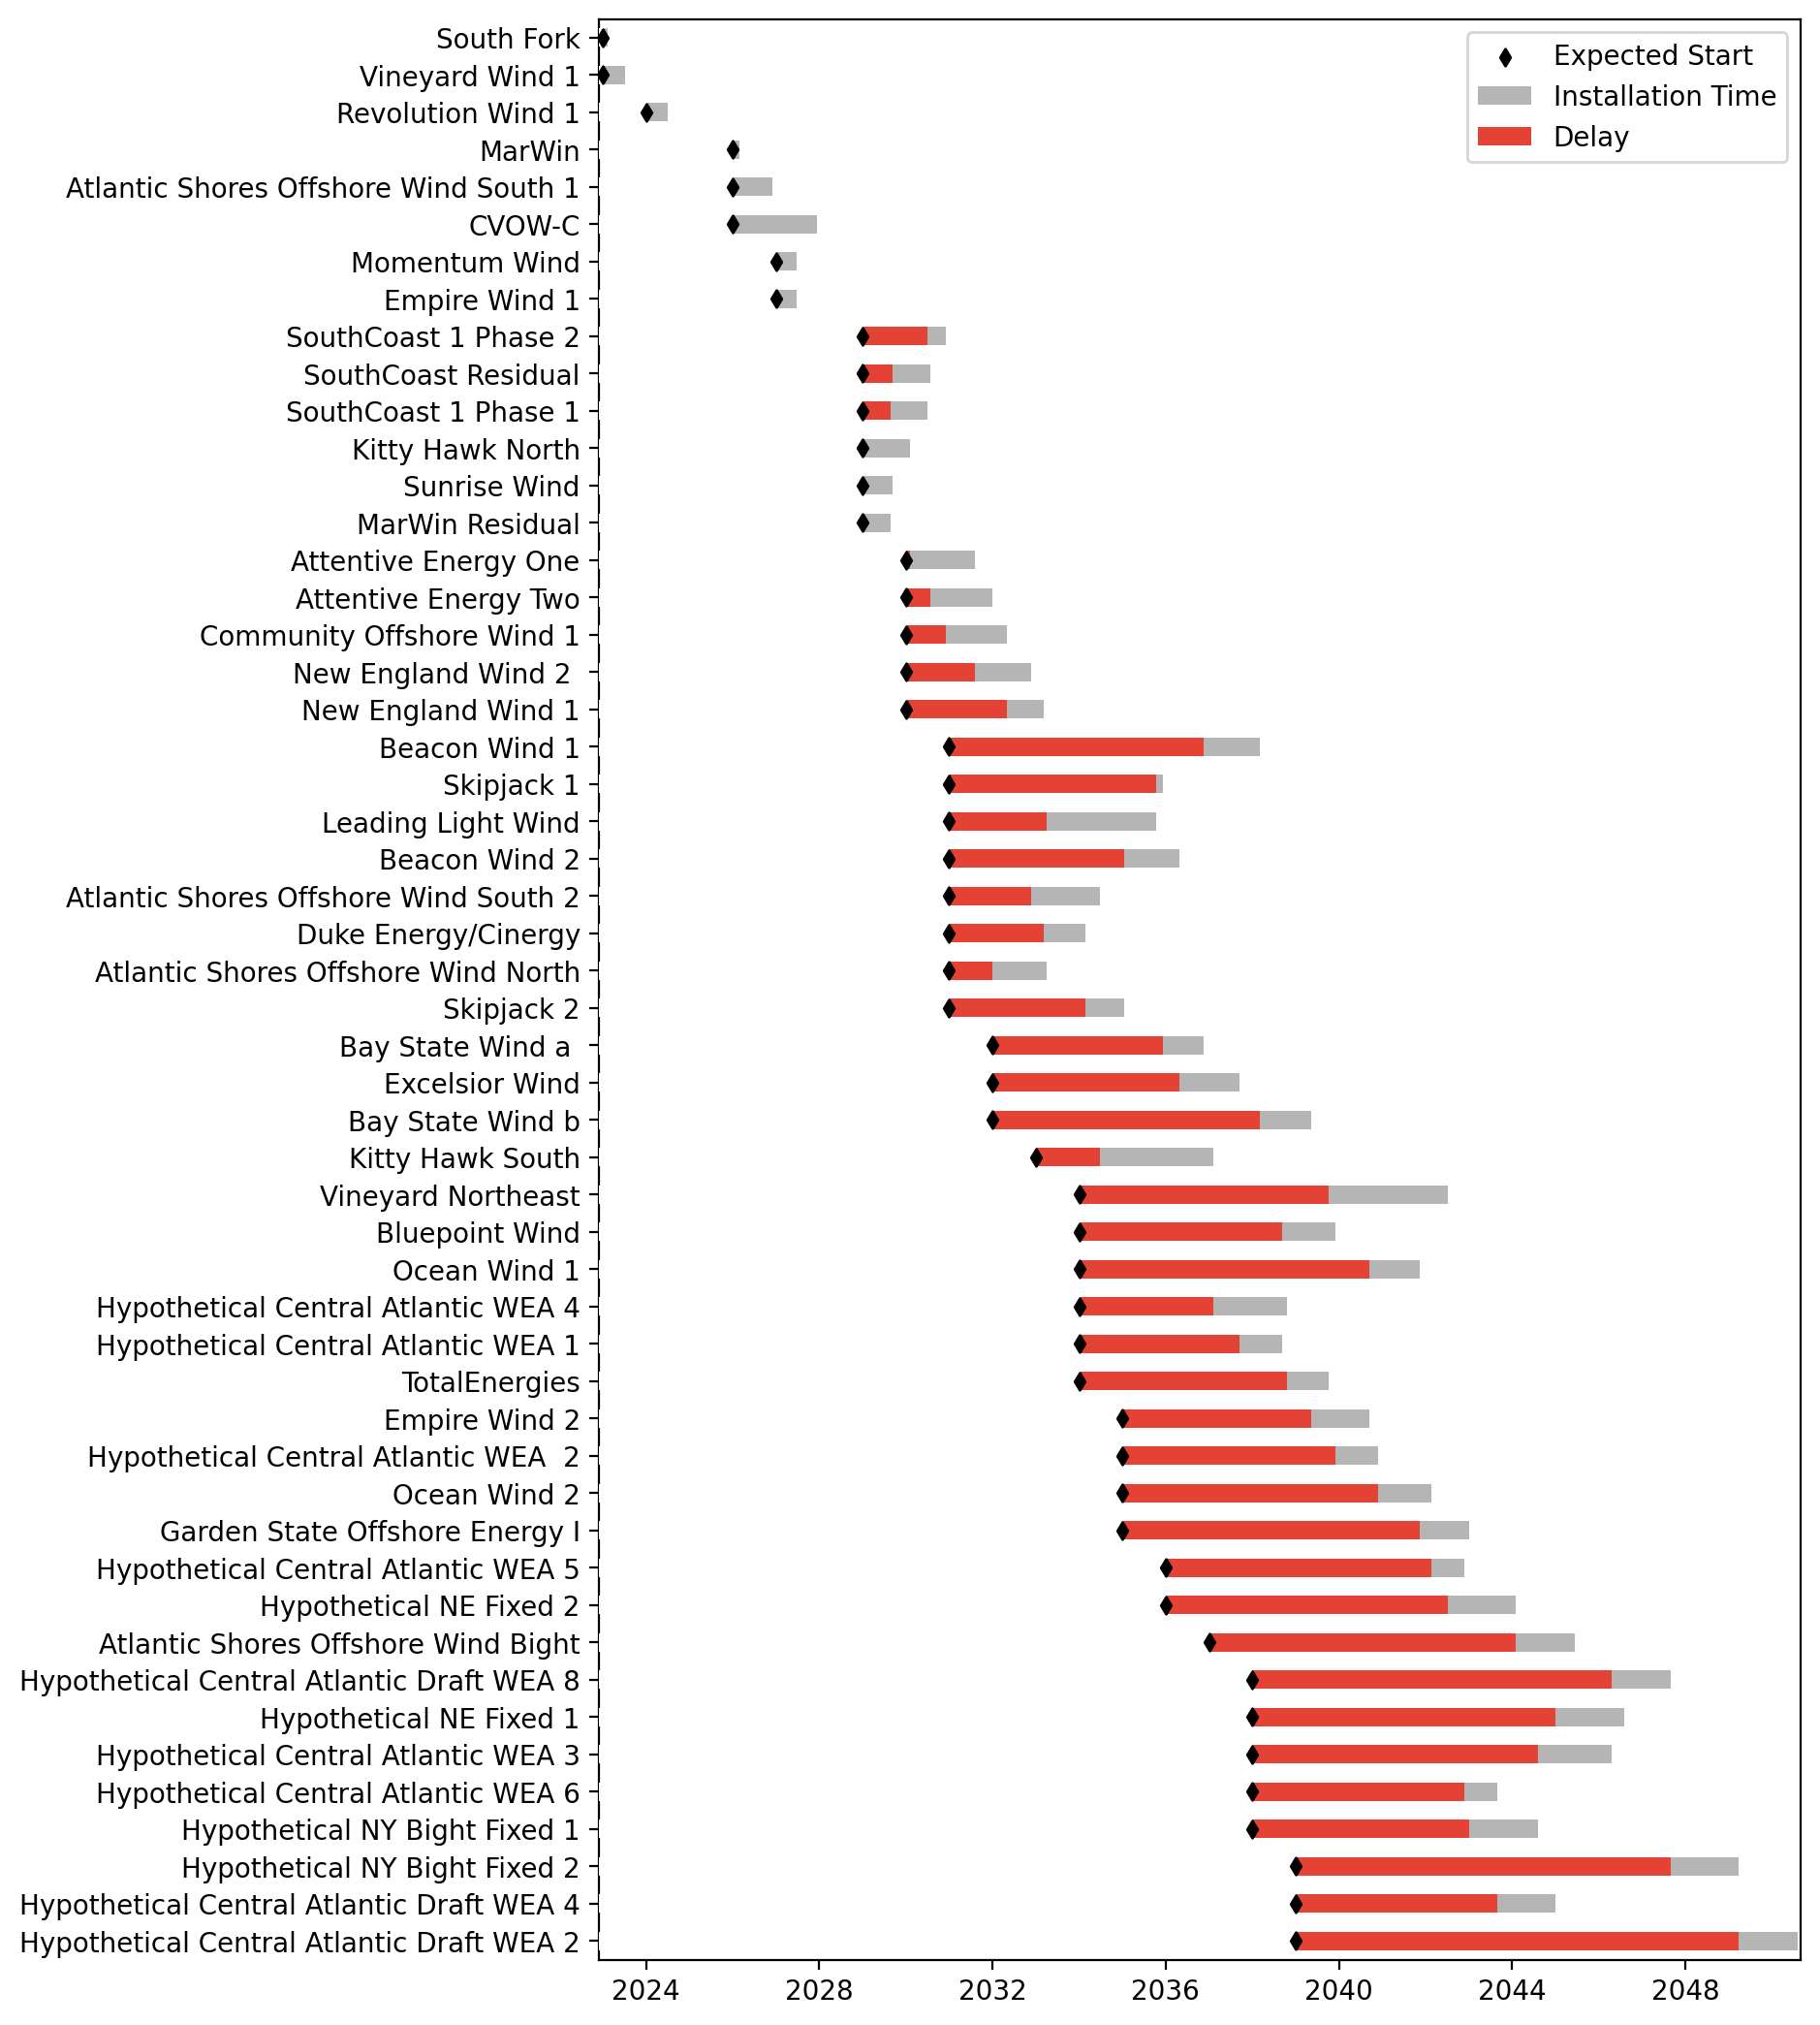 South Fork
Vineyard Wind 1
Revolution Wind 1
MarWin
Atlantic Shores Offshore Wind South 1
CVOW-C
Momentum Wind
Empire Wind 1
SouthCoast 1 Phase 2
SouthCoast Residual
SouthCoast 1 Phase 1
Kitty Hawk North
Sunrise Wind
MarWin Residual
Attentive Energy One
Attentive Energy Two
Community Offshore Wind 1
New England Wind 2
New England Wind 1
Beacon Wind 1
Skipjack 1
Leading Light Wind
Beacon Wind 2
Atlantic Shores Offshore Wind South 2
Duke Energy/Cinergy
Atlantic Shores Offshore Wind North
Skipjack 2
Bay State Wind a
Excelsior Wind
Bay State Wind b
Kitty Hawk South
Vineyard Northeast
Bluepoint Wind
Ocean Wind 1
Hypothetical Central Atlantic WEA 4
Hypothetical Central Atlantic WEA 1
TotalEnergies
Empire Wind 2
Hypothetical Central Atlantic WEA  2
Ocean Wind 2
Garden State Offshore Energy I
Hypothetical Central Atlantic WEA 5
Hypothetical NE Fixed 2
Atlantic Shores Offshore Wind Bight
Hypothetical Central Atlantic Draft WEA 8
Hypothetical NE Fixed 1
Hypothetical Central Atlantic WEA 3
Hypothetical Central Atlantic WEA 6
Hypothetical NY Bight Fixed 1
Hypothetical NY Bight Fixed 2
Hypothetical Central Atlantic Draft WEA 4
Hypothetical Central Atlantic Draft WEA 2
Expected Start
Installation Time
Delay
2024 2028 2032 2036 2040 2044 2048